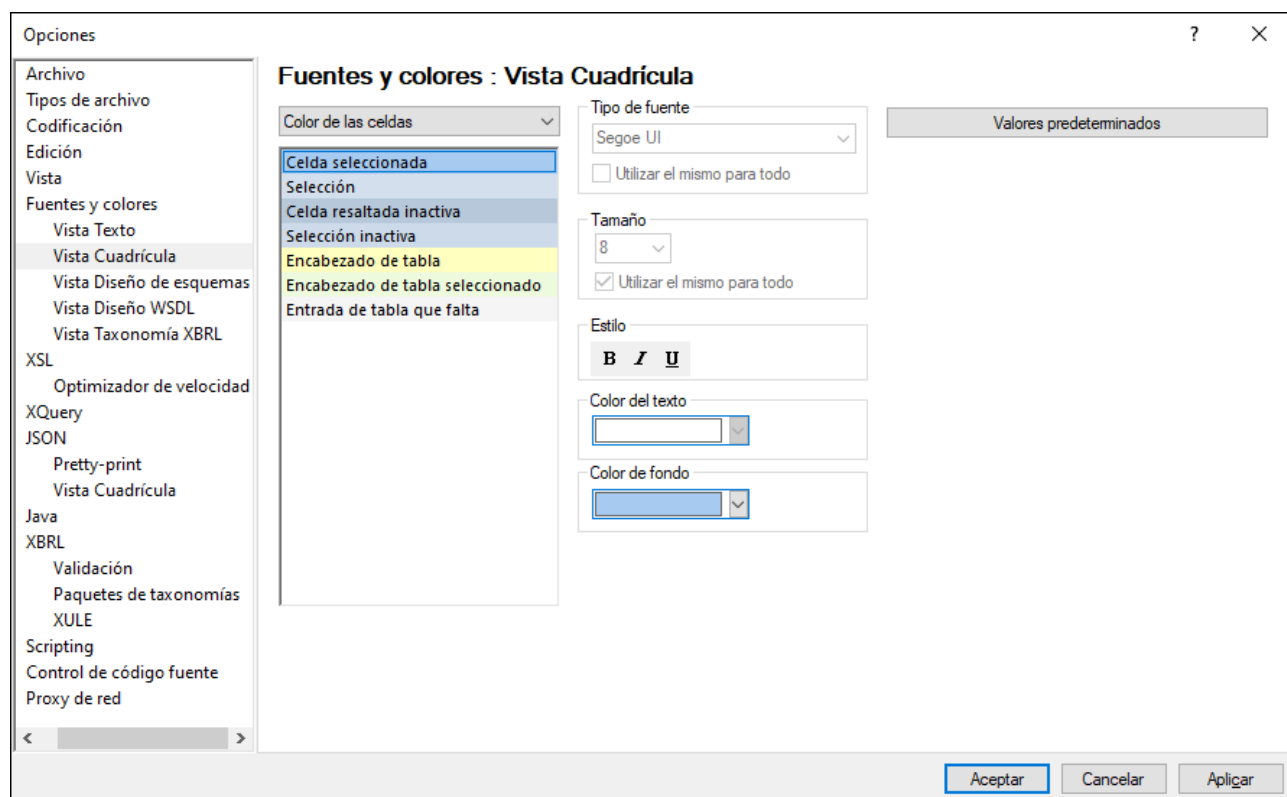 Opciones
?
Archivo
Tipos de archivo
Codificación
Edición
Vista
Fuentes y colores
Vista Texto
Vista Cuadrícula
Vista Diseño de esquemas
Vista Diseño WSDL
Vista Taxonomía XBRL
XSL
Optimizador de velocidad
XQuery
JSON
Pretty-print
Vista Cuadrícula
Java
XBRL
Validación
Paquetes de taxonomías
XULE
Scripting
Control de código fuente
Proxy de red
Fuentes y colores : Vista Cuadrícula
Color de las celdas
Celda seleccionada
Selección
Celda resaltada inactiva
Selección inactiva
Encabezado de tabla
Encabezado de tabla seleccionado
Entrada de tabla que falta
Tipo de fuente
Segoe UI
Utilizar el mismo para todo
Tamaño
8
Utilizar el mismo para todo
Estilo
B I U
Color del texto
Color de fondo
Valores predeterminados
Aceptar
Cancelar
Aplicar